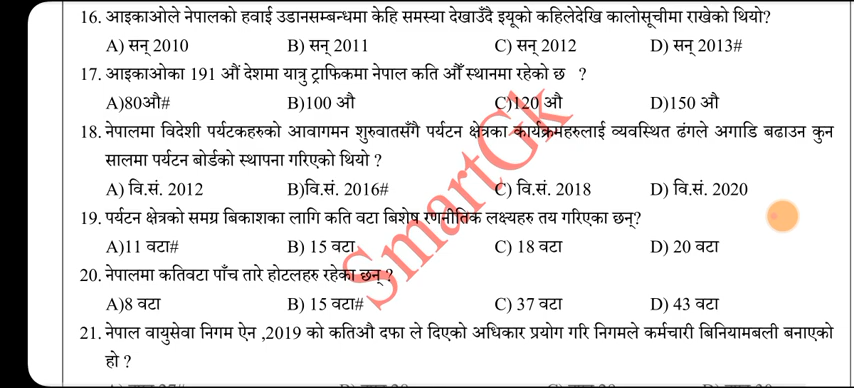 16. आइकाओले नेपालको हवाई उडानसम्बन्धमा केहि समस्या देखाउँदै इयूको कहिलेदेखि कालोसूचीमा राखेको थियो?
A) सन् 2010 B) सन् 2011 C) सन् 2012 D) सन् 2013#
17. आइकाओका 191 औं देशमा यात्रु ट्राफिकमा नेपाल कति औँ स्थानमा रहेको छ ?
A)80औ# B)100 औ C)120 औ D)150 औ
18. नेपालमा विदेशी पर्यटकहरुको आवागमन शुरुवातसँगै पर्यटन क्षेत्रका कार्यक्रमहरुलाई व्यवस्थित ढंगले अगाडि बढाउन कुन
सालमा पर्यटन बोर्डको स्थापना गरिएको थियो ?
A) वि.सं. 2012 B)वि.सं. 2016# C) वि.सं. 2018 D) वि.सं. 2020
19. पर्यटन क्षेत्रको समग्र बिकाशका लागि कति वटा बिशेष रणनीतिक लक्ष्यहरु तय गरिएका छन्?
A)11 वटा# B) 15 वटा C) 18 वटा D) 20 वटा
20. नेपालमा कतिवटा पाँच तारे होटलहरु रहेका छन् ?
A)8 वटा B) 15 वटा# C) 37 वटा D) 43 वटा
21. नेपाल वायुसेवा निगम ऐन ,2019 को कतिऔ दफा ले दिएको अधिकार प्रयोग गरि निगमले कर्मचारी बिनियामबली बनाएको
हो ?
SmartGk